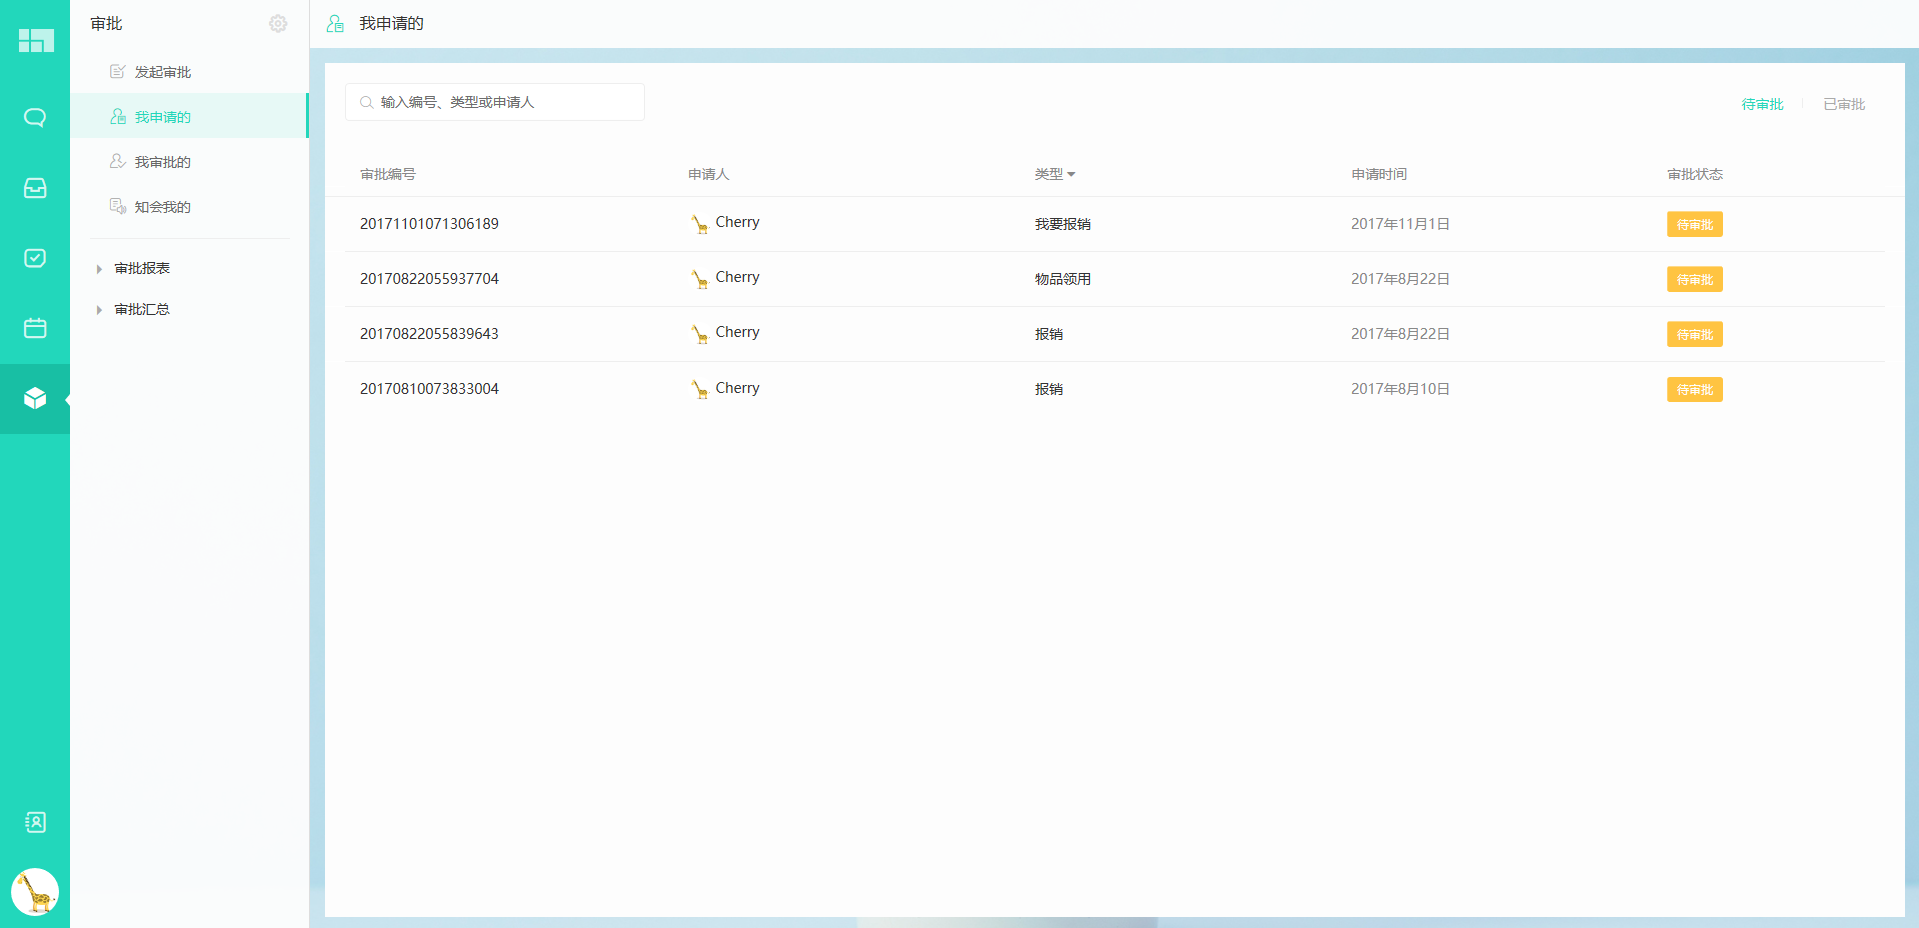 审批
我申请的
发起审批
我申请的
我审批的
知会我的
审批报表
审批汇总
输入编号、类型或申请人
待审批 已审批
审批编号 申请人 类型 申请时间 审批状态
20171101071306189 Cherry 我要报销 2017年11月1日 待审批
20170822055937704 Cherry 物品领用 2017年8月22日 待审批
20170822055839643 Cherry 报销 2017年8月22日 待审批
20170810073833004 Cherry 报销 2017年8月10日 待审批